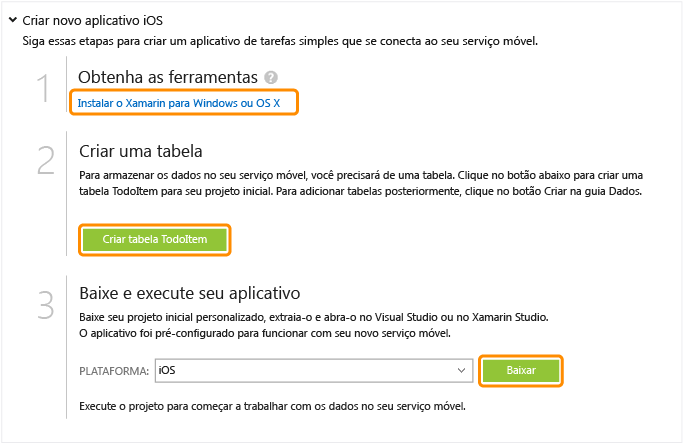 Criar novo aplicativo iOS
Siga essas etapas para criar um aplicativo de tarefas simples que se conecta ao seu serviço móvel.
1
Obtenha as ferramentas ?
Instalar o Xamarin para Windows ou OS X
2
Criar uma tabela
Para armazenar os dados no seu serviço móvel, você precisará de uma tabela. Clique no botão abaixo para criar uma
tabela TodoItem para seu projeto inicial. Para adicionar tabelas posteriormente, clique no botão Criar na guia Dados.
Criar tabela TodoItem
3
Baixe e execute seu aplicativo
Baixe seu projeto inicial personalizado, extraia-o e abra-o no Visual Studio ou no Xamarin Studio.
O aplicativo foi pré-configurado para funcionar com seu novo serviço móvel.
PLATAFORMA: iOS Baixar
Execute o projeto para começar a trabalhar com os dados no seu serviço móvel.